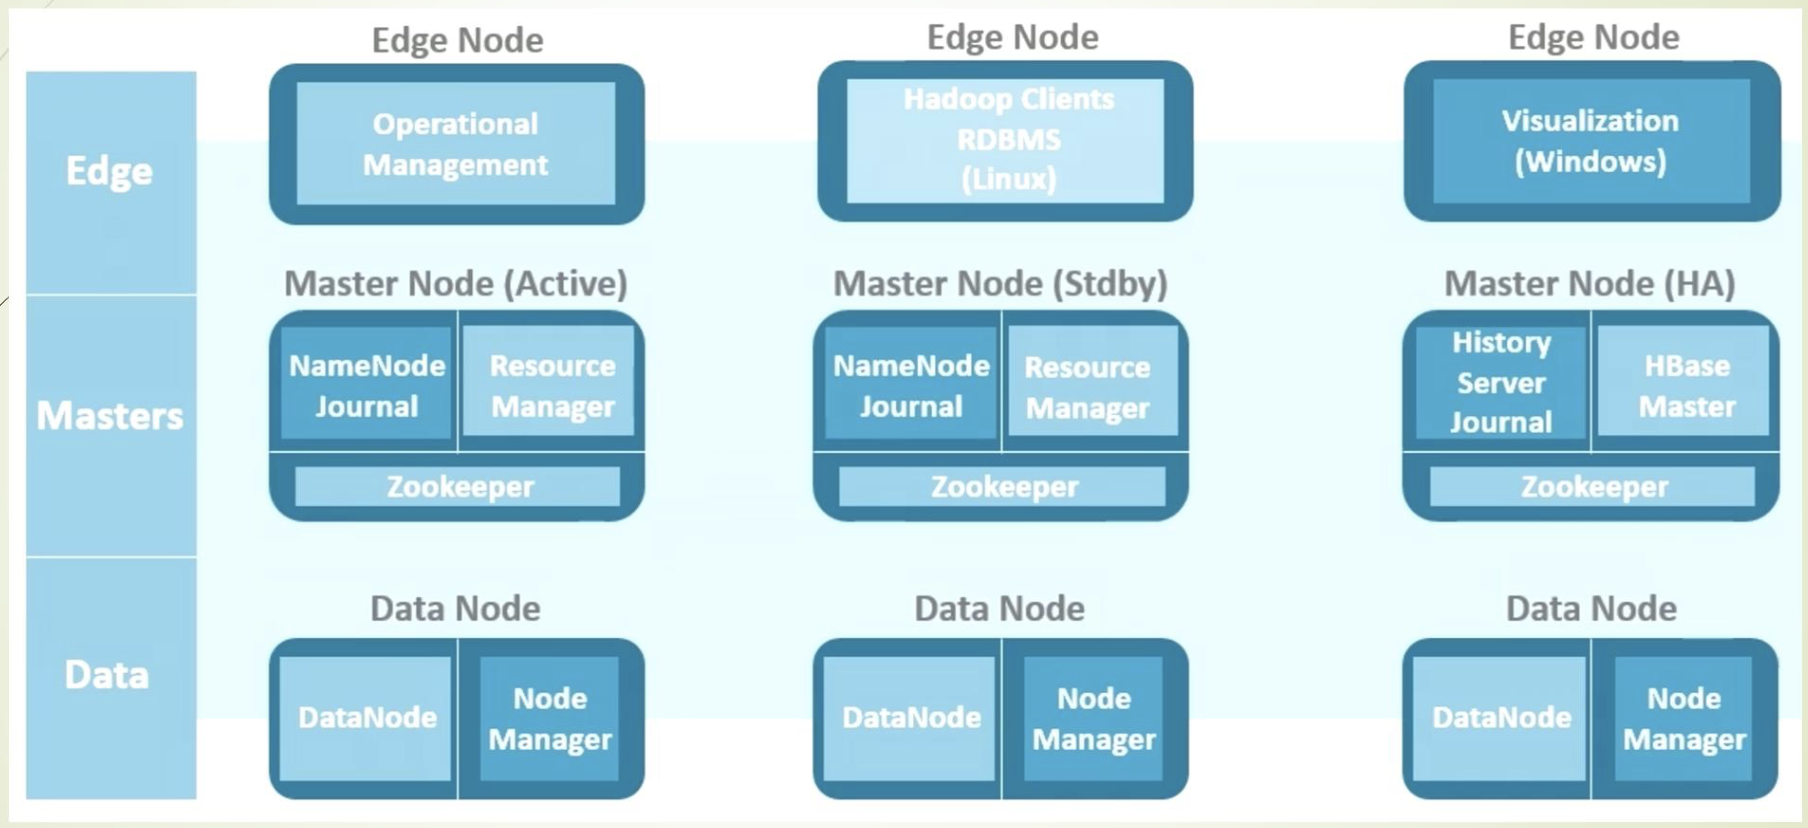 Edge Node
Edge Node
Edge Node
Edge
Operational
Management
Hadoop Clients
RDBMS
(Linux)
Visualization
(Windows)
Master Node (Active)
Master Node (Stdby)
Master Node (HA)
Masters
NameNode
Journal
Resource
Manager
Zookeeper
NameNode
Journal
Resource
Manager
Zookeeper
History
Server
Journal
HBase
Master
Zookeeper
Data Node
Data Node
Data Node
Data
DataNode
Node
Manager
DataNode
Node
Manager
DataNode
Node
Manager